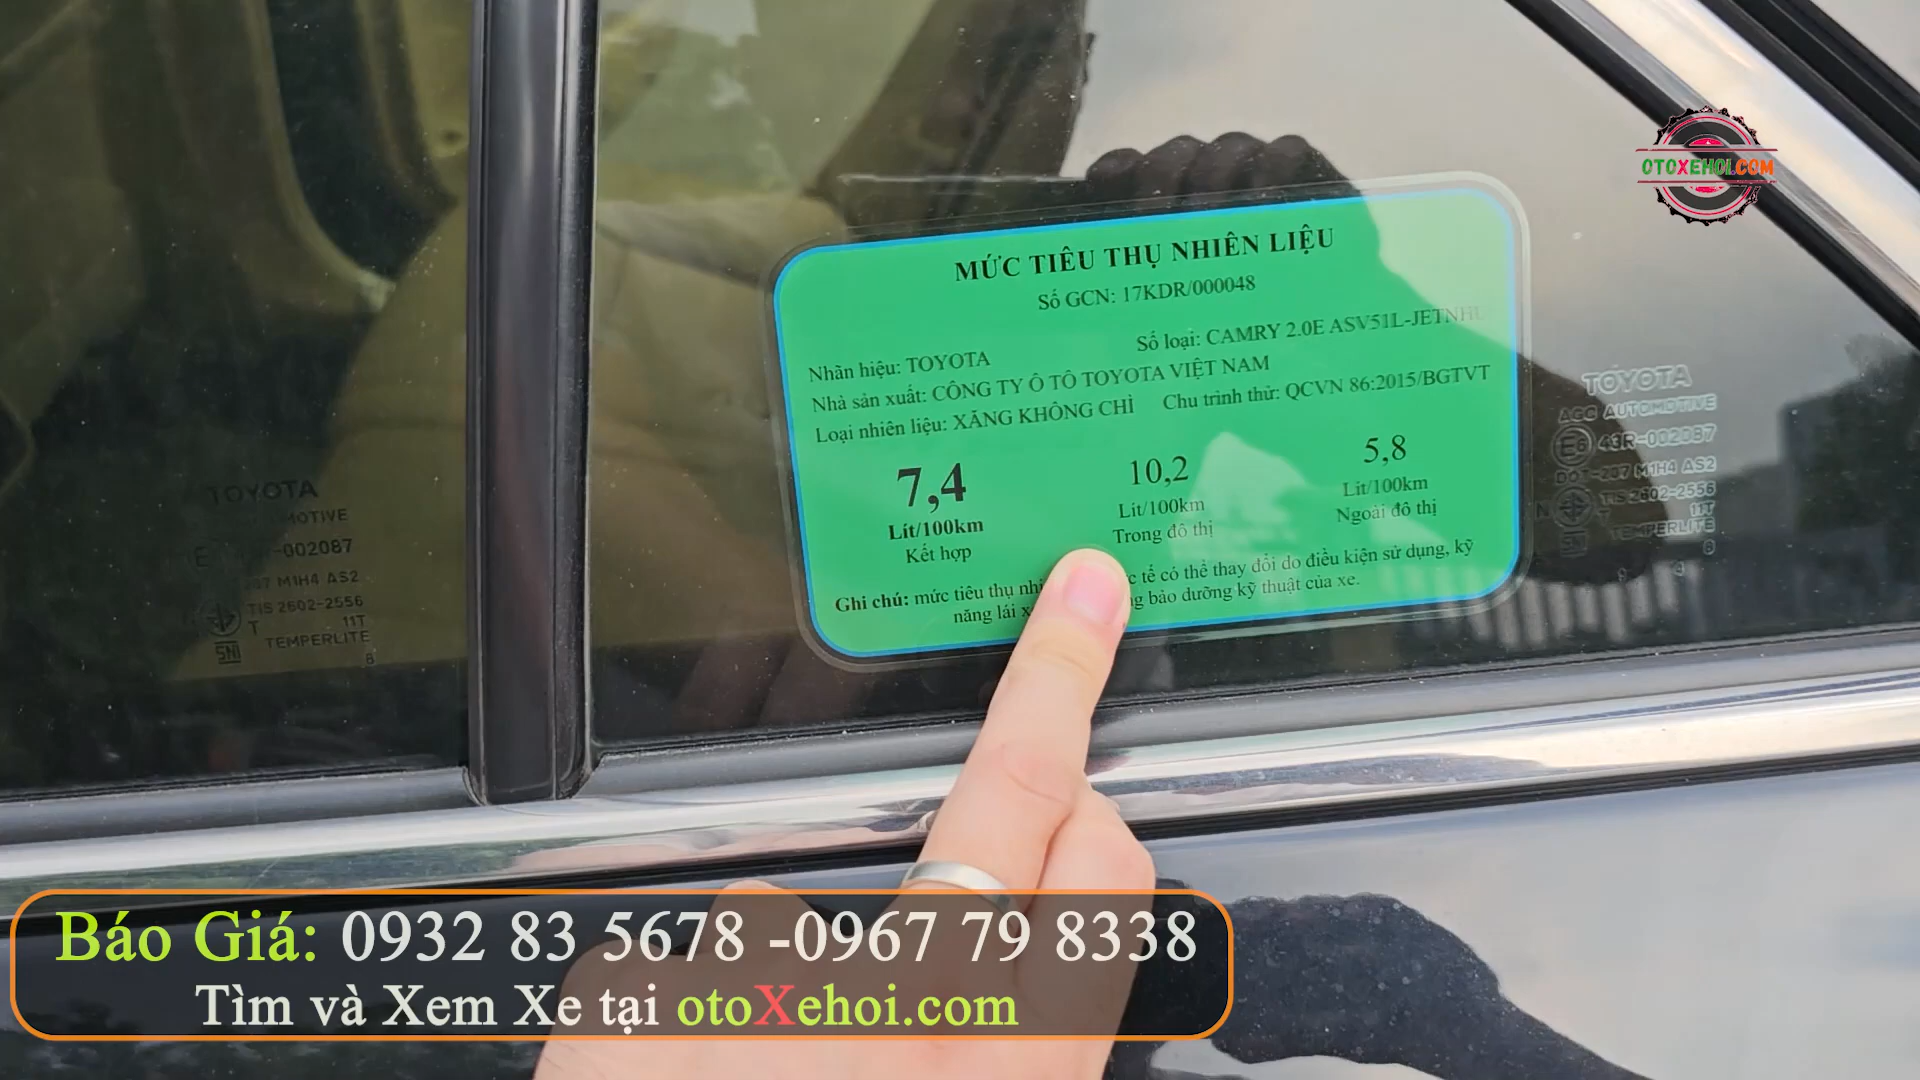 OTOXEHOI.COM
MỨC TIÊU THỤ NHIÊN LIỆU
Số GCN: 17KDR/000048
Nhãn hiệu: TOYOTA
Số loại: CAMRY 2.0E ASV51L-JETNHU
Nhà sản xuất: CÔNG TY Ô TÔ TOYOTA VIỆT NAM
Loại nhiên liệu: XĂNG KHÔNG CHÌ
Chu trình thử: QCVN 86:2015/BGTVT
7,4
Lít/100km
Kết hợp
10,2
Lít/100km
Trong đô thị
5,8
Lít/100km
Ngoài đô thị
Ghi chú: mức tiêu thụ tế có thể thay đổi do điều kiện sử dụng, kỹ
năng lái bảo dưỡng kỹ thuật của xe.
TOYOTA
AGC AUTOMOTIVE
E6 43R-002087
DOT-207 M1H4 AS2
TIS 2602-2556
11T
TEMPERLITE
TOYOTA
002087
M1H4 AS2
TIS 2602-2556
T 11T
TEMPERLITE
SNI
8
Báo Giá: 0932 83 5678 -0967 79 8338
Tìm và Xem Xe tại otoXehoi.com